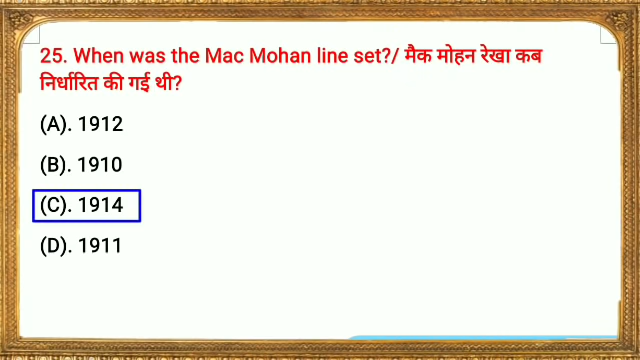 25. When was the Mac Mohan line set?/ मैक मोहन रेखा कब
निर्धारित की गई थी?
(A). 1912
(B). 1910
(C). 1914
(D). 1911